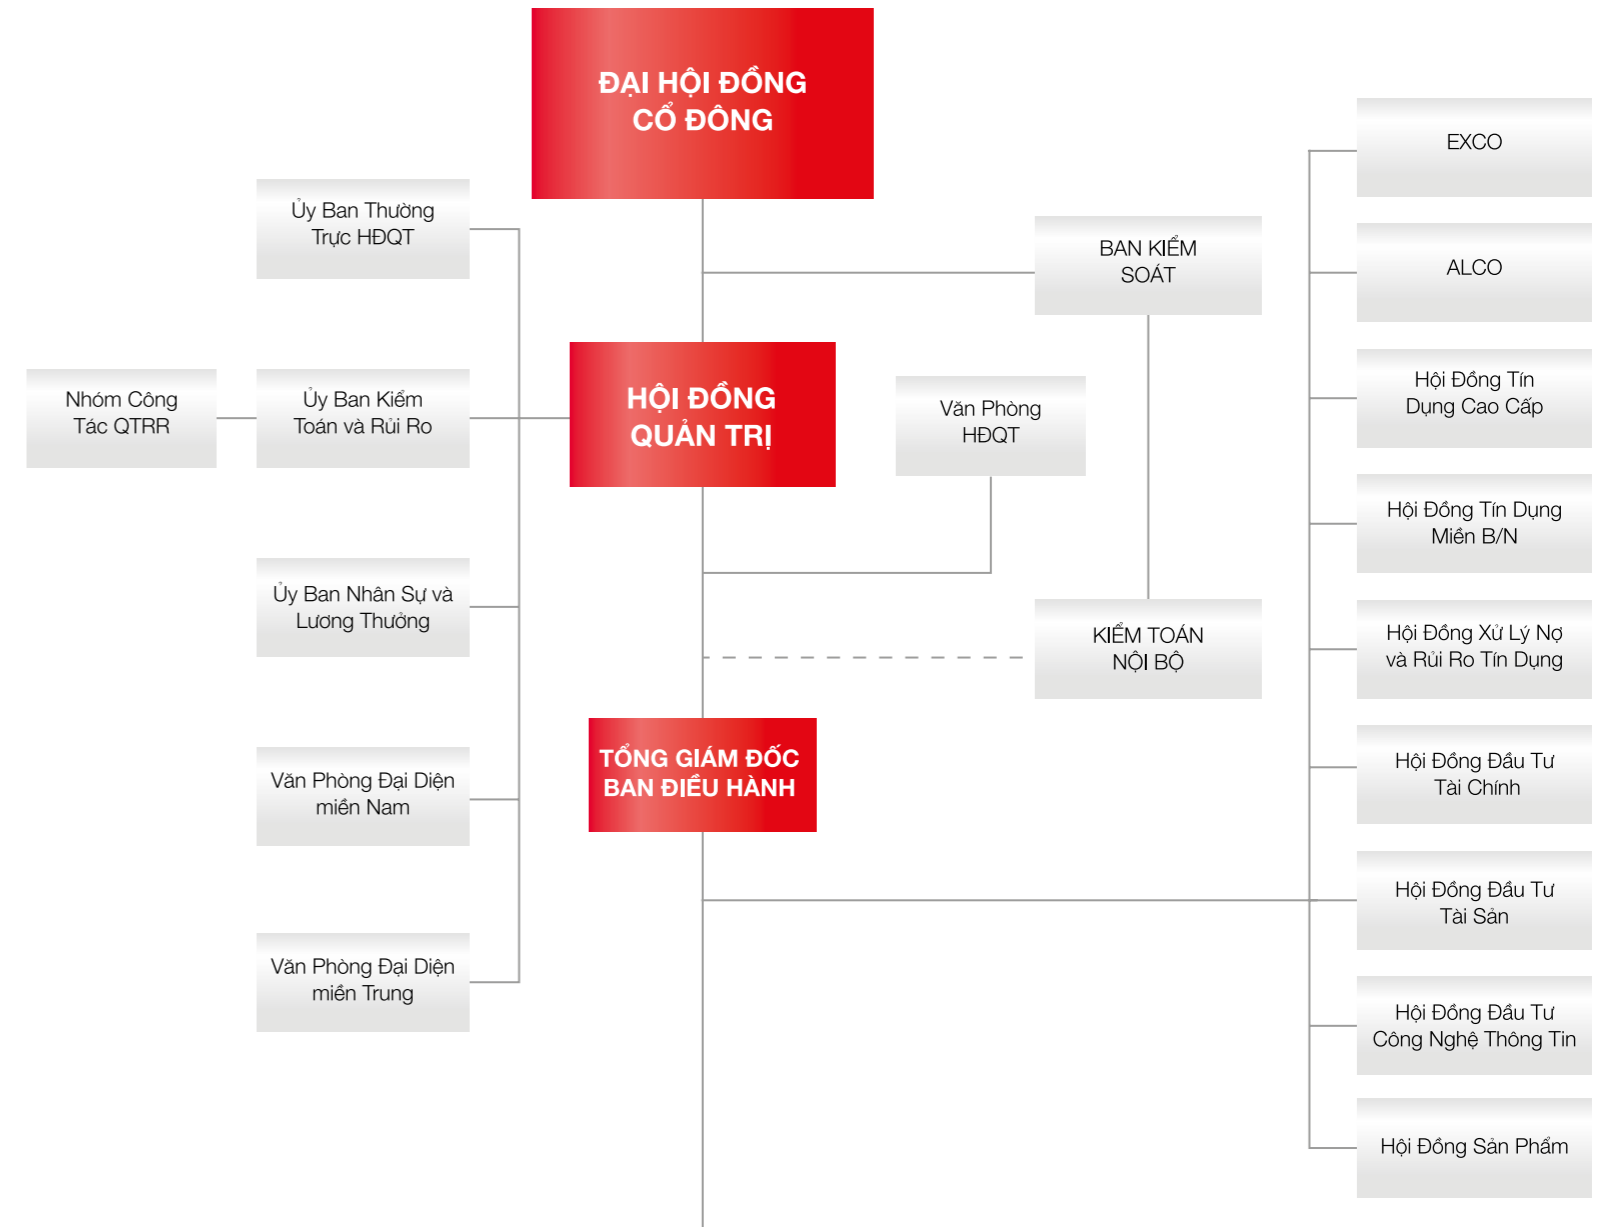 ĐẠI HỘI ĐỒNG
CỔ ĐÔNG
Ủy Ban Thường
Trực HĐQT
BAN KIỂM
SOÁT
Nhóm Công
Tác QTRR
Ủy Ban Kiểm
Toán và Rủi Ro
HỘI ĐỒNG
QUẢN TRỊ
Văn Phòng
HĐQT
Ủy Ban Nhân Sự và
Lương Thưởng
KIỂM TOÁN
NỘI BỘ
TỔNG GIÁM ĐỐC
BAN ĐIỀU HÀNH
Văn Phòng Đại Diện
miền Nam
Văn Phòng Đại Diện
miền Trung
EXCO
ALCO
Hội Đồng Tín
Dụng Cao Cấp
Hội Đồng Tín Dụng
Miền B/N
Hội Đồng Xử Lý Nợ
và Rủi Ro Tín Dụng
Hội Đồng Đầu Tư
Tài Chính
Hội Đồng Đầu Tư
Tài Sản
Hội Đồng Đầu Tư
Công Nghệ Thông Tin
Hội Đồng Sản Phẩm